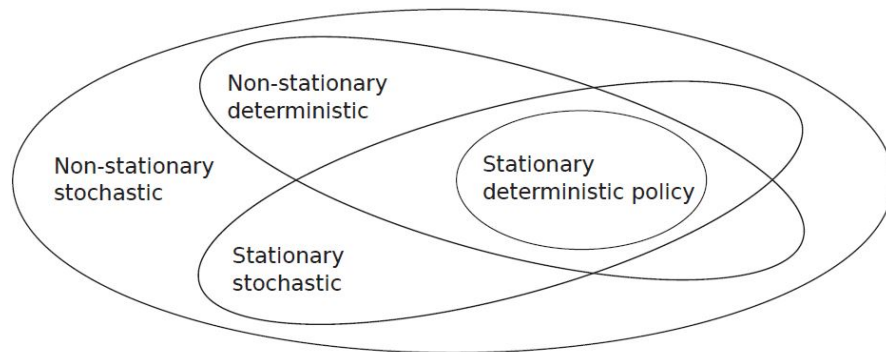 Non-stationary
deterministic
Non-stationary
stochastic
Stationary
deterministic policy
Stationary
stochastic